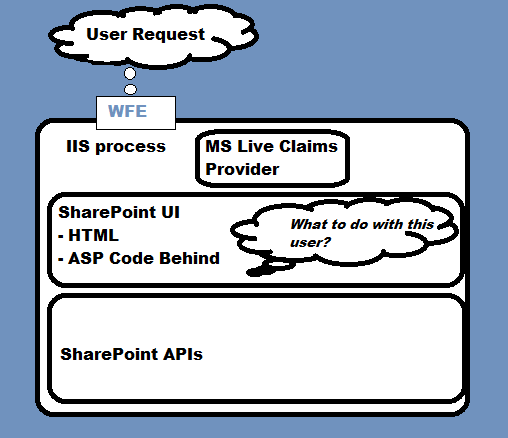 User Request
WFE
IIS process
MS Live Claims
Provider
SharePoint UI
- HTML
- ASP Code Behind
What to do with this
user?
SharePoint APIs